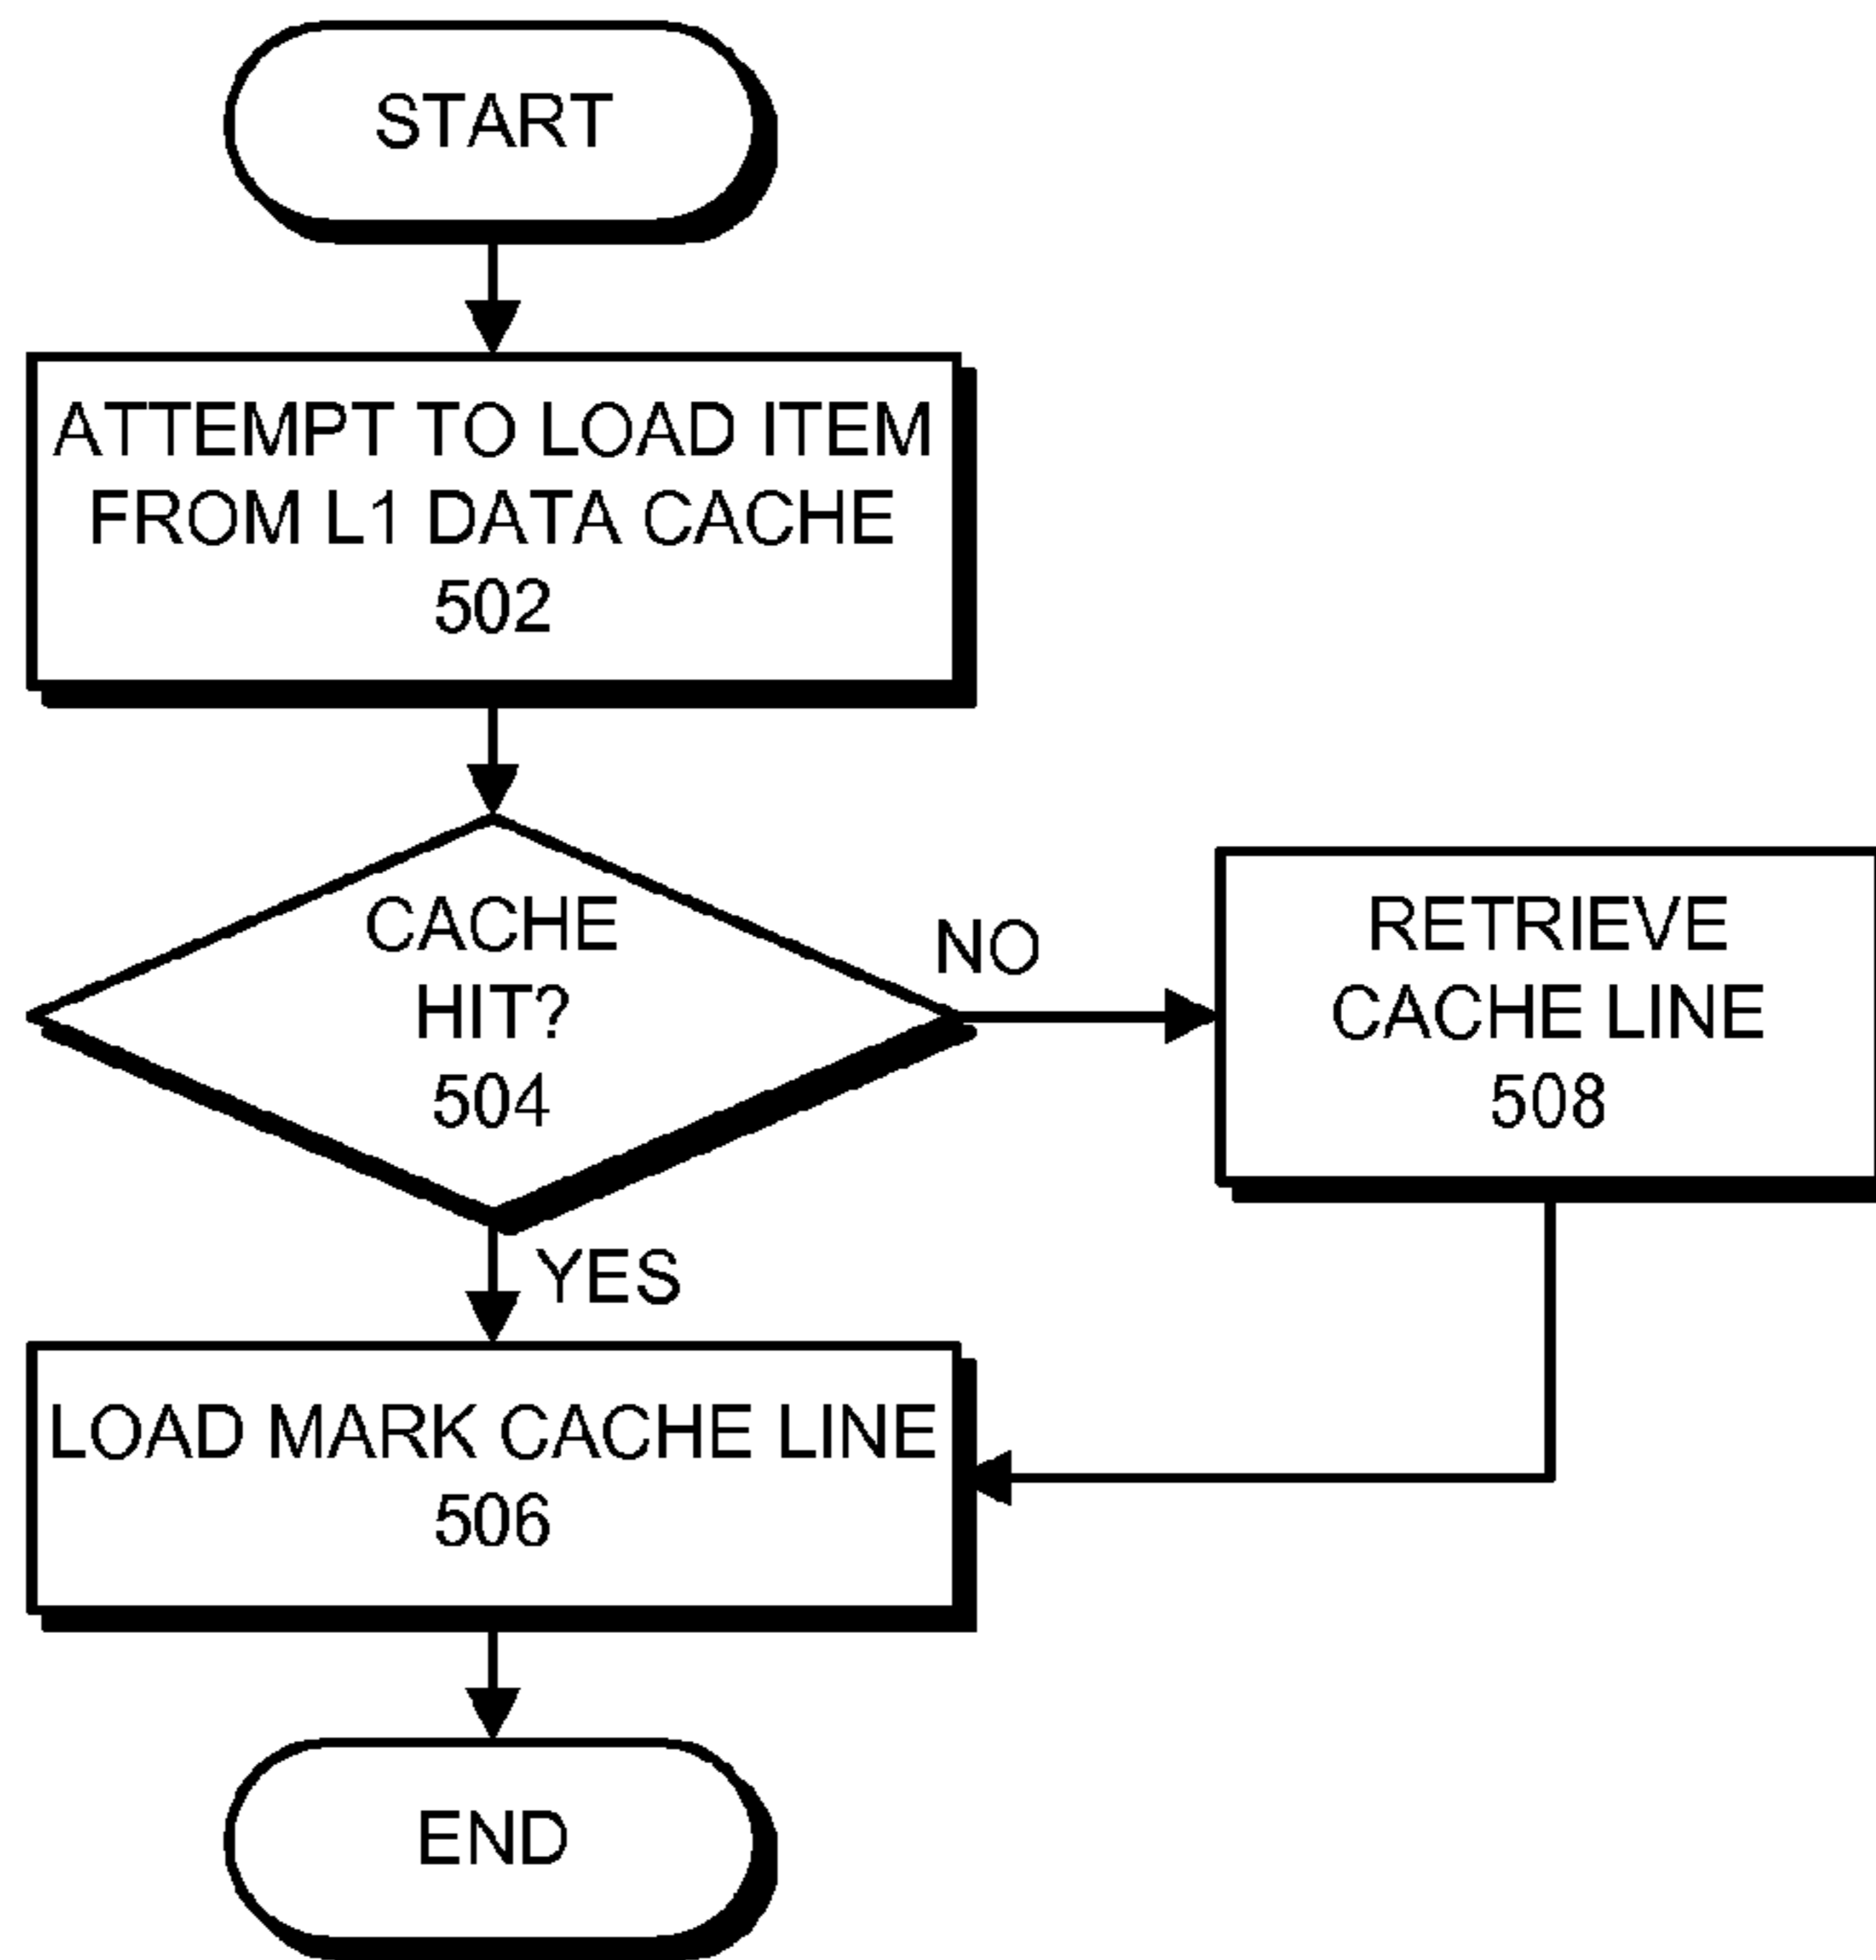 START
ATTEMPT TO LOAD ITEM
FROM L1 DATA CACHE
502
CACHE
HIT?
504
NO
RETRIEVE
CACHE LINE
508
YES
LOAD MARK CACHE LINE
506
END